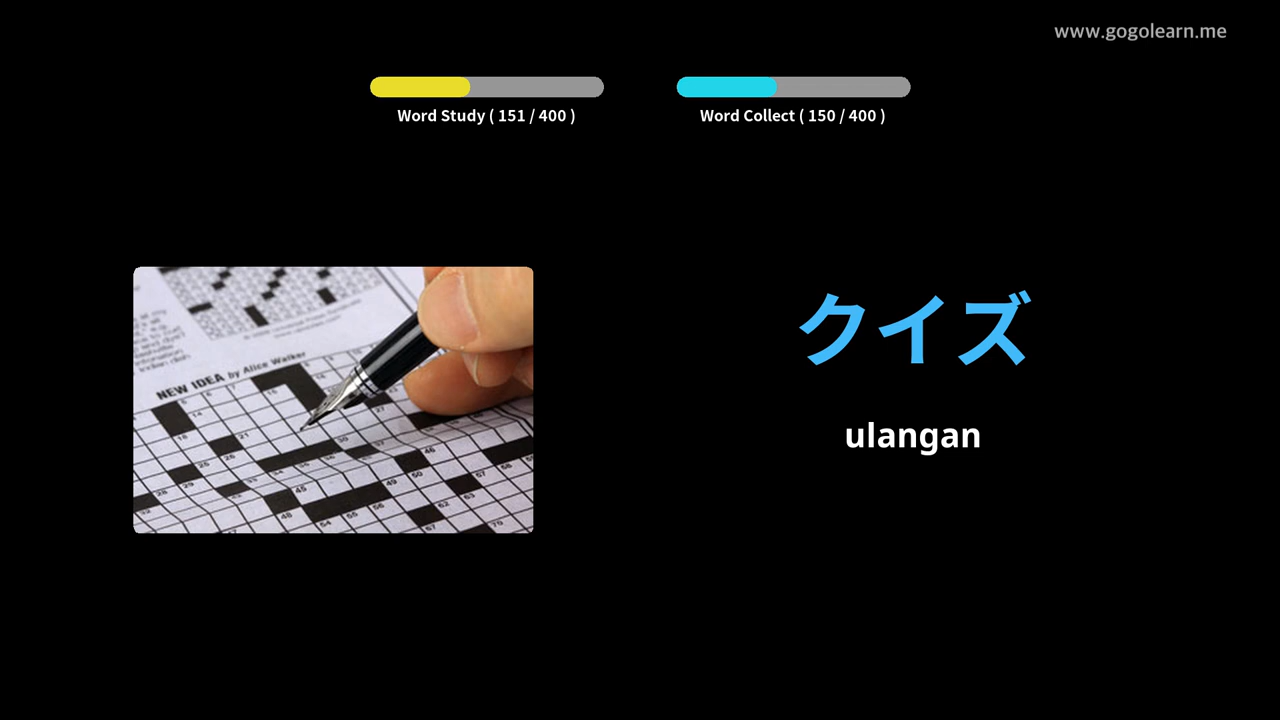 www.gogolearn.me
Word Study ( 151 / 400 )
Word Collect ( 150 / 400 )
NEW IDEA by Alice Walker
クイズ
ulangan